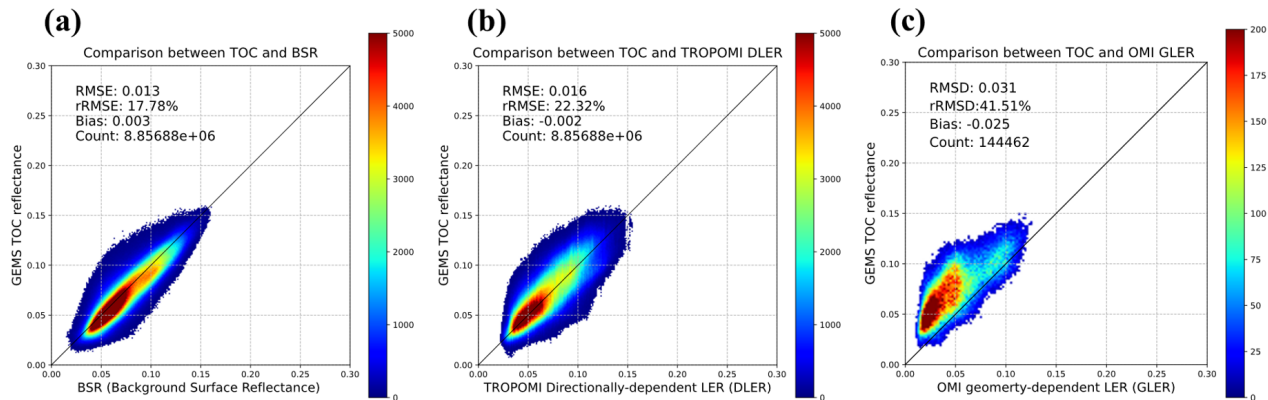 (a)
Comparison between TOC and BSR
RMSE: 0.013
rRMSE: 17.78%
Bias: 0.003
Count: 8.85688e+06
GEMS TOC reflectance
0.30
0.25
0.20
0.15
0.10
0.05
0.00
0.00 0.05 0.10 0.15 0.20 0.25 0.30
BSR (Background Surface Reflectance)
5000
4000
3000
2000
1000
0
(b)
Comparison between TOC and TROPOMI DLER
RMSE: 0.016
rRMSE: 22.32%
Bias: -0.002
Count: 8.85688e+06
GEMS TOC reflectance
0.30
0.25
0.20
0.15
0.10
0.05
0.00
0.00 0.05 0.10 0.15 0.20 0.25 0.30
TROPOMI Directionally-dependent LER (DLER)
5000
4000
3000
2000
1000
0
(c)
Comparison between TOC and OMI GLER
RMSD: 0.031
rRMSD:41.51%
Bias: -0.025
Count: 144462
GEMS TOC reflectance
0.30
0.25
0.20
0.15
0.10
0.05
0.00
0.00 0.05 0.10 0.15 0.20 0.25 0.30
OMI geomerty-dependent LER (GLER)
200
175
150
125
100
75
50
25
0